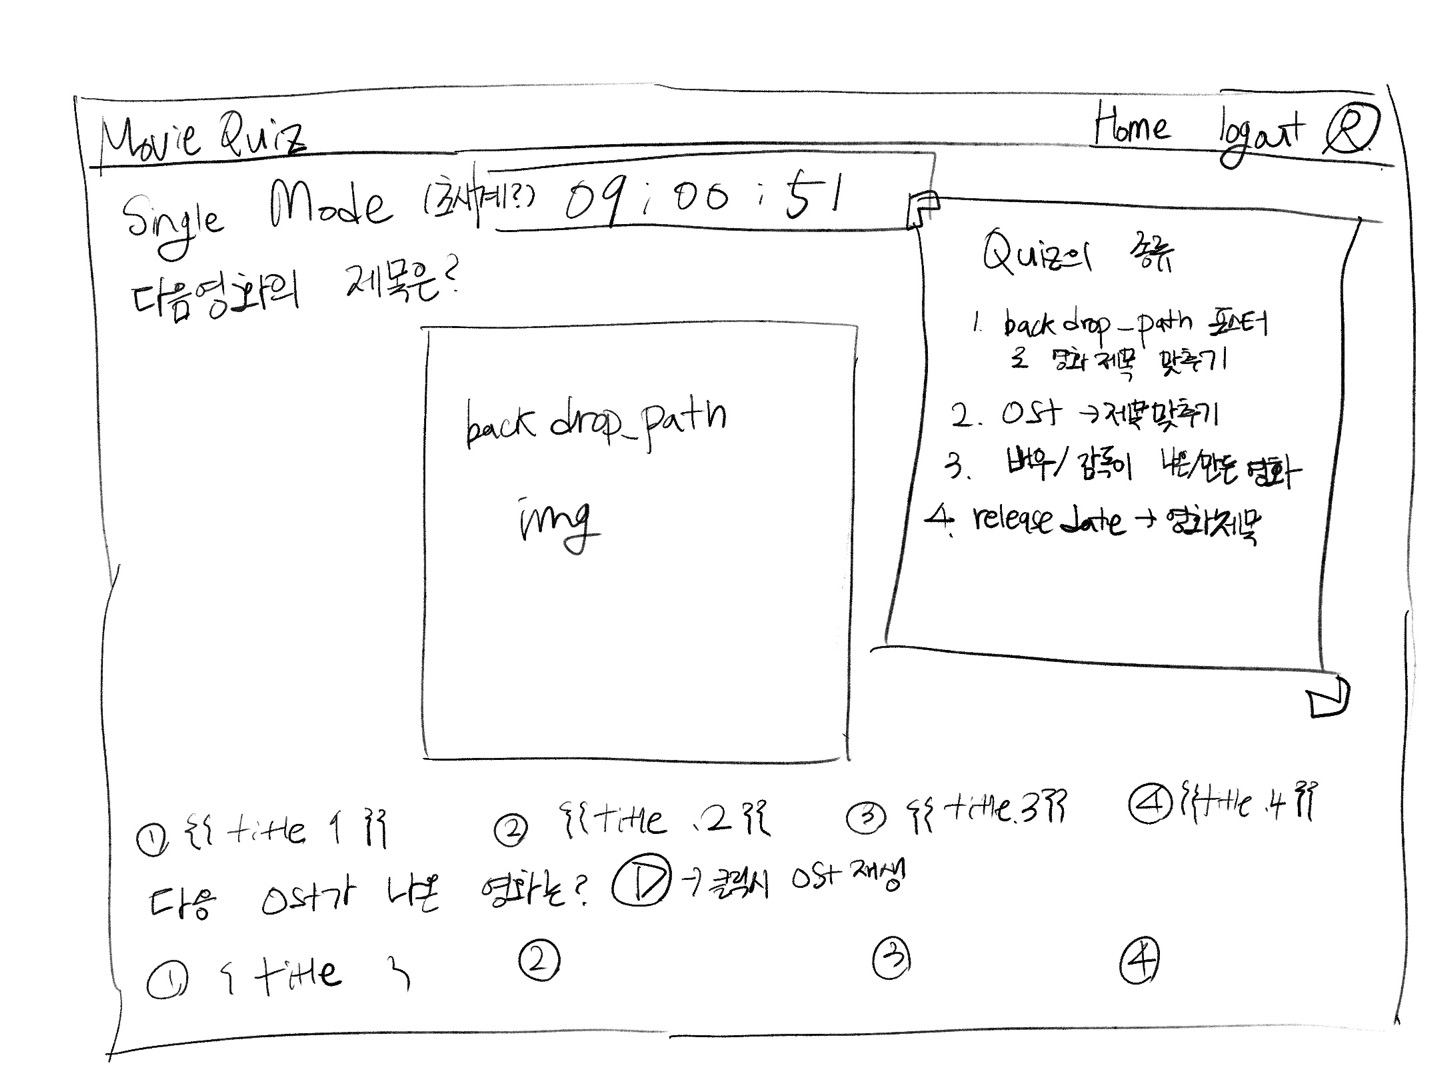 Movie Quiz
Home logout
Single Mode (초시계?) 09 : 00 : 51
다음영화의 제목은?
back drop_path
img
Quiz의 종류
1. back drop_path 포스터
로 영화제목 맞추기
2. OST → 제목맞추기
3. 배우/감독이 나온/만든 영화
4. release date → 영화제목
① {{ title 1 }}
② {{ title .2 }}
③ {{ title.3 }}
④ {{title.4}}
다음 OST가 나온 영화는? ▷ → 클릭시 OST 재생
① { title }
②
③
④